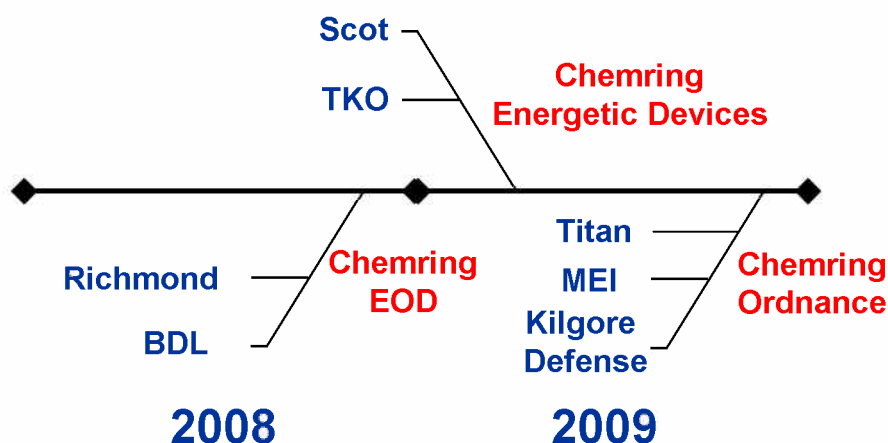 Scot
TKO
Chemring
Energetic Devices
Richmond
BDL
Chemring
EOD
Titan
MEI
Kilgore
Defense
Chemring
Ordnance
2008
2009